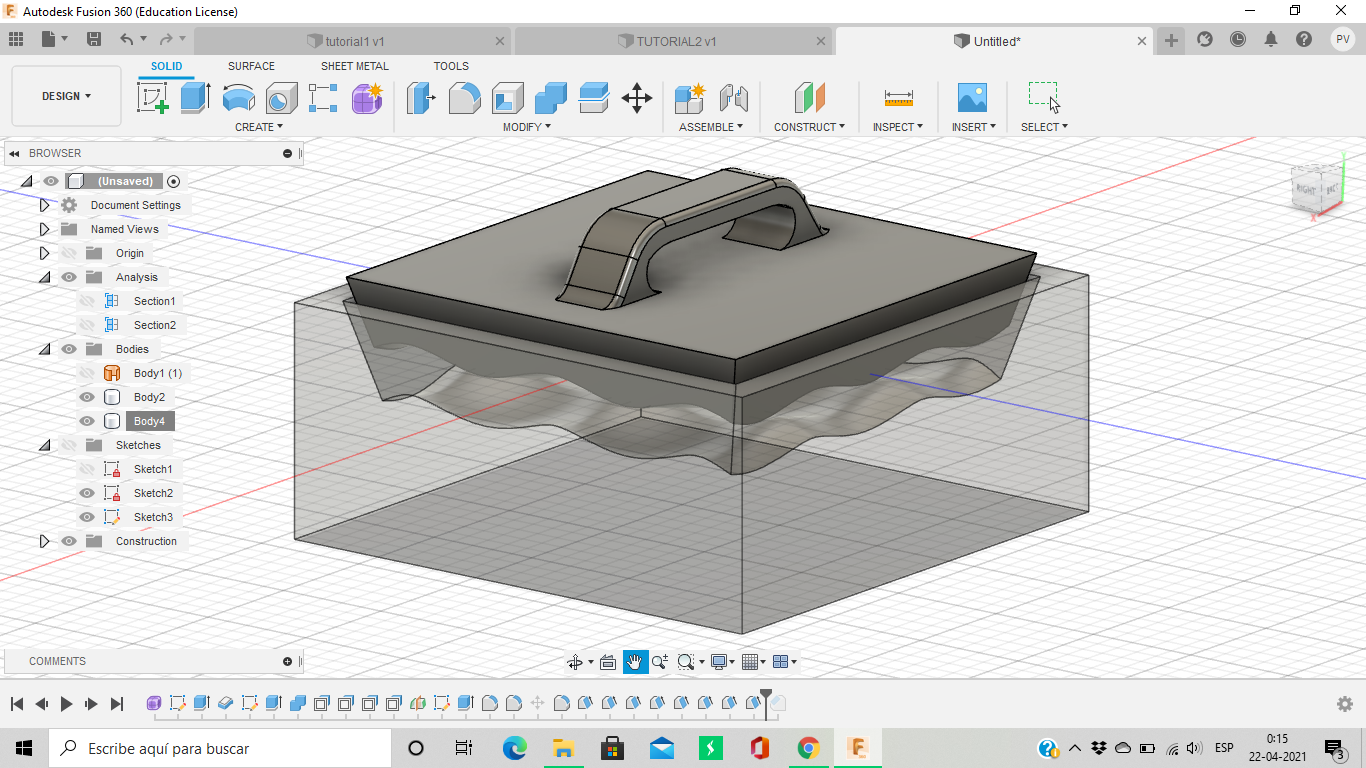 Autodesk Fusion 360 (Education License)
tutorial1 v1
TUTORIAL2 v1
Untitled*
PV
SOLID
SURFACE
SHEET METAL
TOOLS
DESIGN
CREATE
MODIFY
ASSEMBLE
CONSTRUCT
INSPECT
INSERT
SELECT
BROWSER
(Unsaved)
Document Settings
Named Views
Origin
Analysis
Section1
Section2
Bodies
Body1 (1)
Body2
Body4
Sketches
Sketch1
Sketch2
Sketch3
Construction
RIGHT
BACK
X
COMMENTS
Escribe aquí para buscar
ESP
0:15
22-04-2021
3